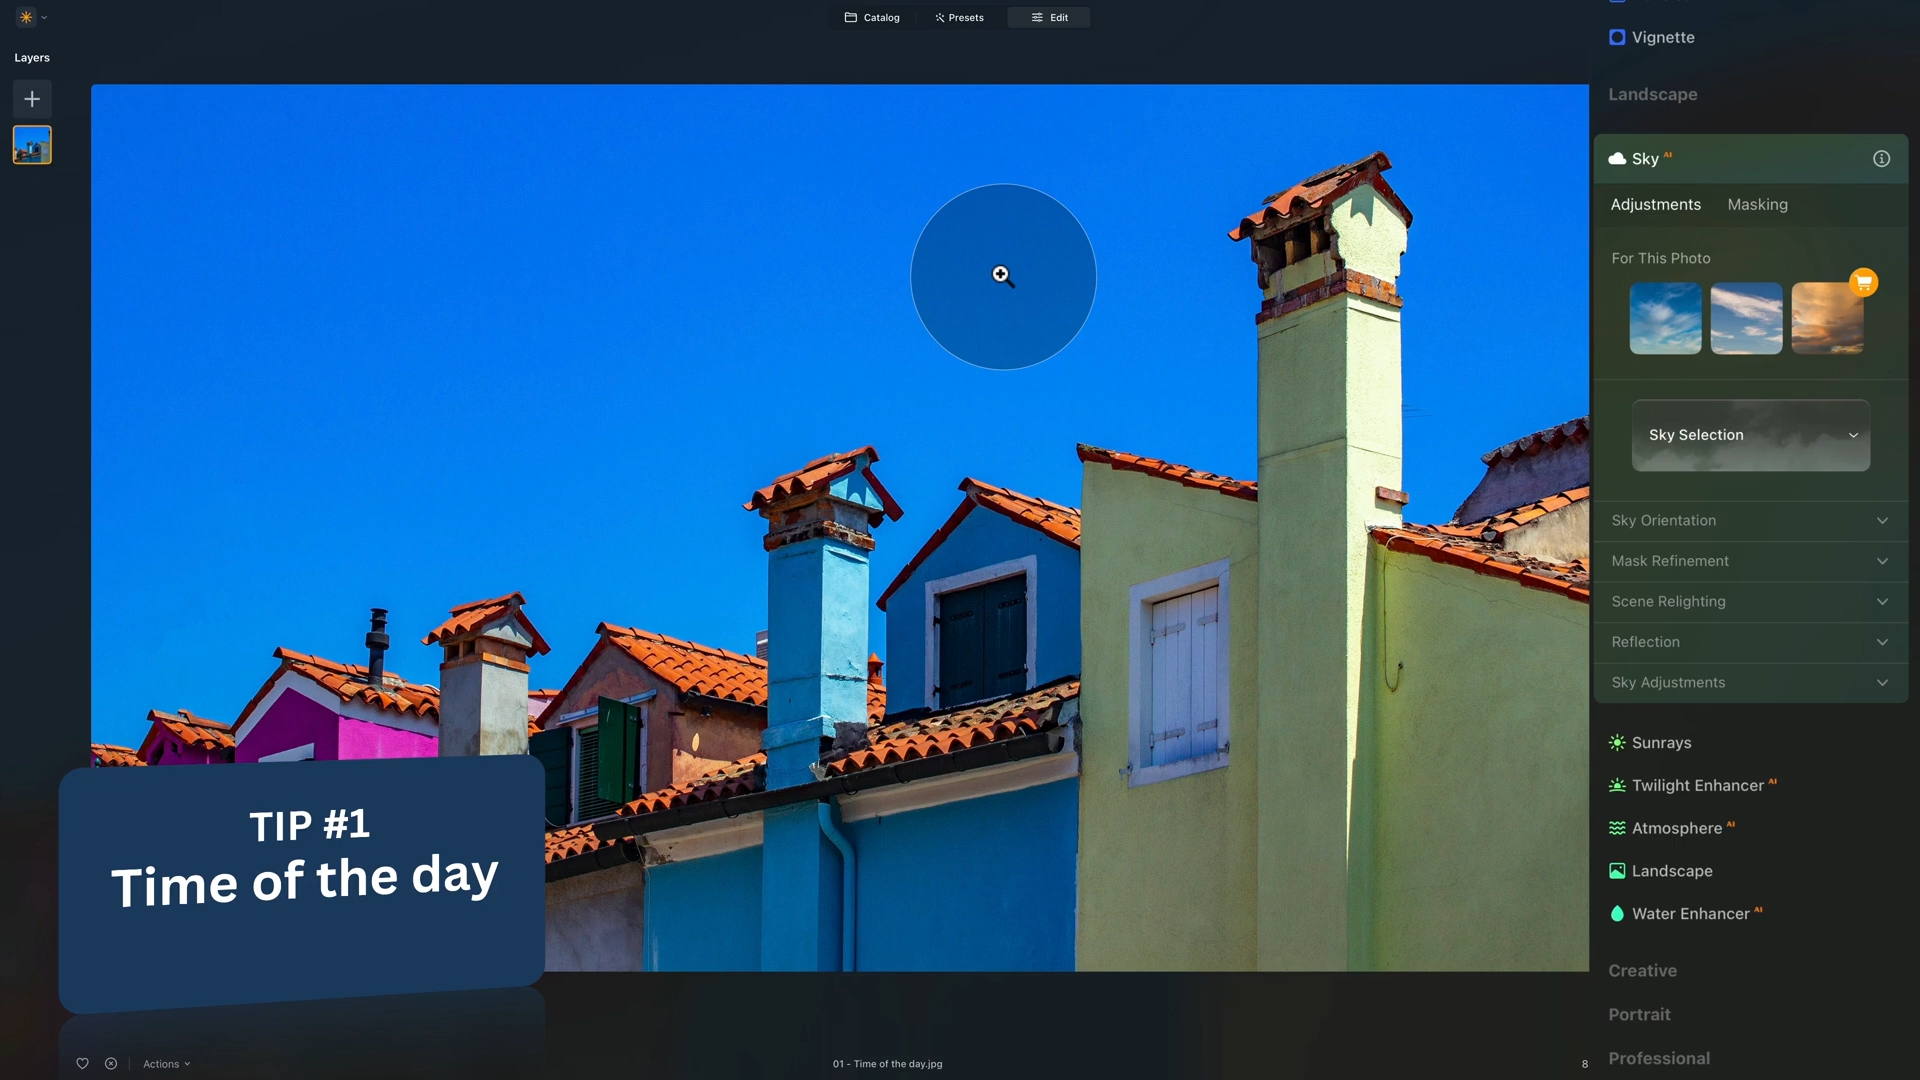 Catalog
Presets
Edit
Layers
Vignette
Landscape
Sky AI
Adjustments
Masking
For This Photo
Sky Selection
Sky Orientation
Mask Refinement
Scene Relighting
Reflection
Sky Adjustments
Sunrays
Twilight Enhancer AI
Atmosphere AI
Landscape
Water Enhancer AI
Creative
Portrait
Professional
TIP #1
Time of the day
Actions
01 - Time of the day.jpg
8